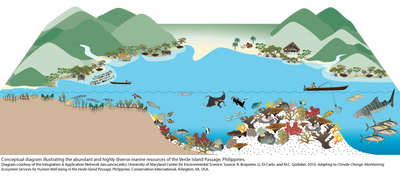 Conceptual diagram illustrating the abundant and highly diverse marine resources of the Verde Island Passage, Philippines.
Diagram courtesy of the Integration & Application Network (ian.umces.edu), University of Maryland Center for Environmental Science. Source: R. Boquiren, G. Di Carlo, and M.C. Quibilan, 2010. Adapting to Climate Change: Maintaining
Ecosystem Services for Human Well-being in the Verde Island Passage, Philippines. Conservation International, Arlington, VA, USA.